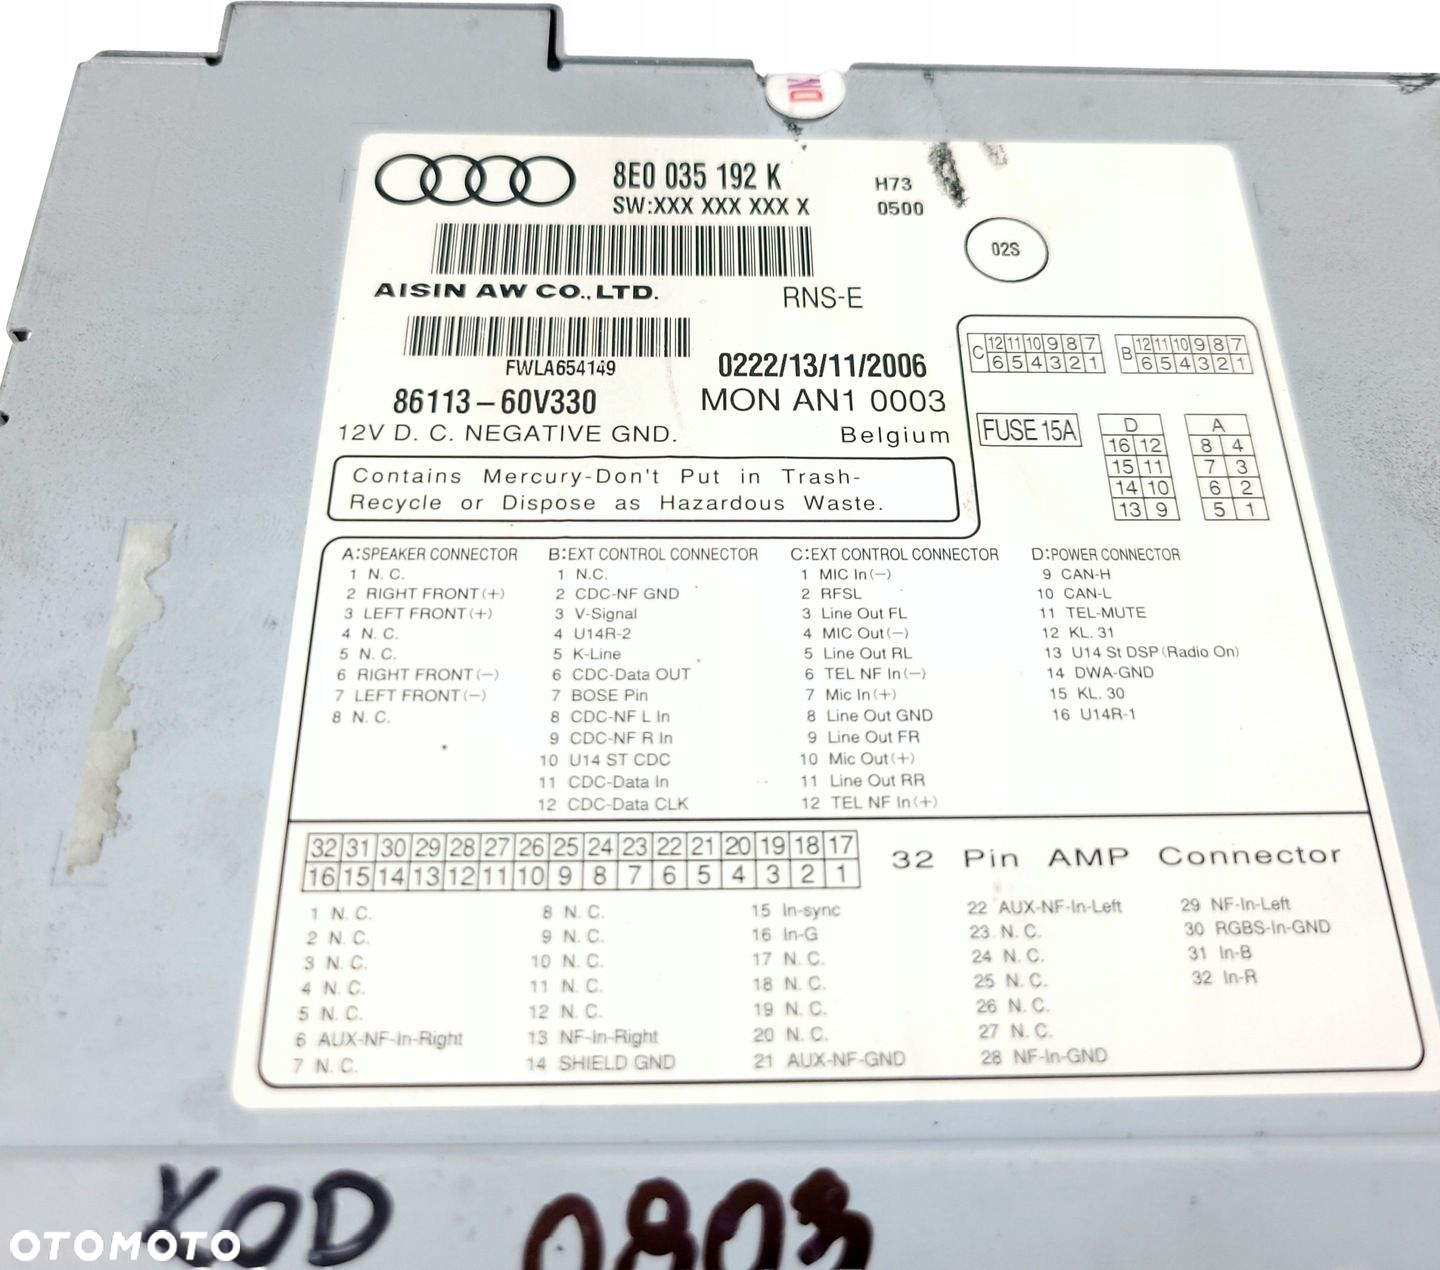 8E0 035 192 K
SW:XXX XXX XXX X
H73
0500
02S
AISIN AW CO.,LTD.
RNS-E
FWLA654149
0222/13/11/2006
86113-60V330
MON AN1 0003
12V D. C. NEGATIVE GND.
Belgium
Contains Mercury-Don't Put in Trash-
Recycle or Dispose as Hazardous Waste.
C 12 11 10 9 8 7
6 5 4 3 2 1
B 12 11 10 9 8 7
6 5 4 3 2 1
FUSE 15A
D
16 12
15 11
14 10
13 9
A
8 4
7 3
6 2
5 1
A:SPEAKER CONNECTOR
1 N. C.
2 RIGHT FRONT(+)
3 LEFT FRONT(+)
4 N. C.
5 N. C.
6 RIGHT FRONT(-)
7 LEFT FRONT(-)
8 N. C.
B:EXT CONTROL CONNECTOR
1 N.C.
2 CDC-NF GND
3 V-Signal
4 U14R-2
5 K-Line
6 CDC-Data OUT
7 BOSE Pin
8 CDC-NF L In
9 CDC-NF R In
10 U14 ST CDC
11 CDC-Data In
12 CDC-Data CLK
C:EXT CONTROL CONNECTOR
1 MIC In(-)
2 RFSL
3 Line Out FL
4 MIC Out(-)
5 Line Out RL
6 TEL NF In(-)
7 Mic In(+)
8 Line Out GND
9 Line Out FR
10 Mic Out(+)
11 Line Out RR
12 TEL NF In(+)
D:POWER CONNECTOR
9 CAN-H
10 CAN-L
11 TEL-MUTE
12 KL. 31
13 U14 St DSP(Radio On)
14 DWA-GND
15 KL. 30
16 U14R-1
32 31 30 29 28 27 26 25 24 23 22 21 20 19 18 17
16 15 14 13 12 11 10 9 8 7 6 5 4 3 2 1
32 Pin AMP Connector
1 N. C.
2 N. C.
3 N. C.
4 N. C.
5 N. C.
6 AUX-NF-In-Right
7 N. C.
8 N. C.
9 N. C.
10 N. C.
11 N. C.
12 N. C.
13 NF-In-Right
14 SHIELD GND
15 In-sync
16 In-G
17 N. C.
18 N. C.
19 N. C.
20 N. C.
21 AUX-NF-GND
22 AUX-NF-In-Left
23 N. C.
24 N. C.
25 N. C.
26 N. C.
27 N. C.
28 NF-In-GND
29 NF-In-Left
30 RGBS-In-GND
31 In-B
32 In-R
KOD 0803
OTOMOTO